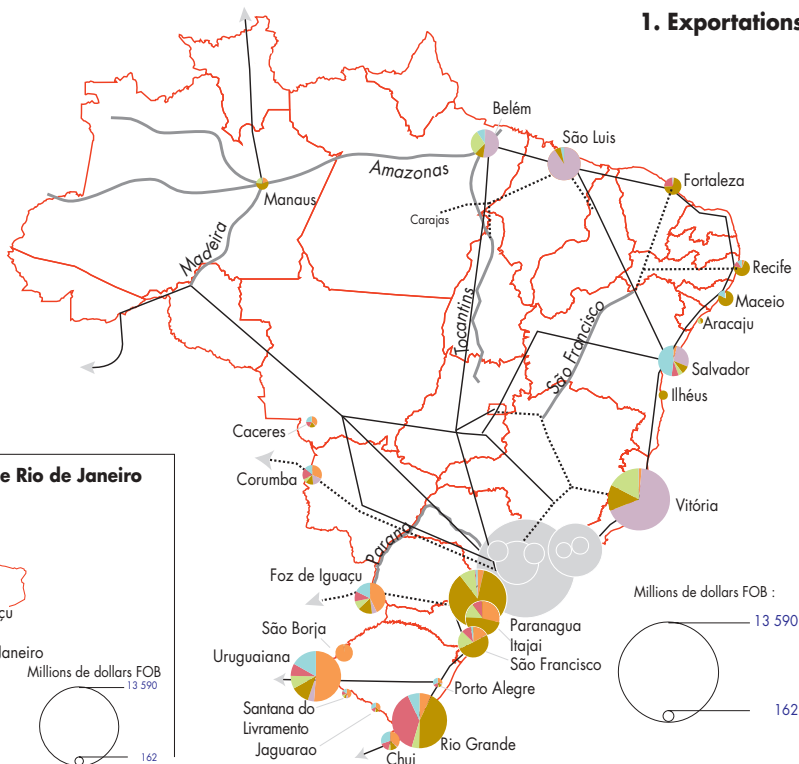 1. Exportations
Belém
São Luis
Amazonas
Fortaleza
Manaus
Carajas
Madeira
Recife
Tocantins
São Francisco
Maceio
Aracaju
Salvador
Ilhéus
Caceres
e Rio de Janeiro
Corumba
Vitória
Parana
Foz de Iguaçu
Millions de dollars FOB :
çu
Paranagua
13 590
São Borja
Itajai
aneiro
Uruguaiana
São Francisco
Millions de dollars FOB
13 590
Porto Alegre
Santana do
Livramento
162
Jaguarao
Rio Grande
162
Chui